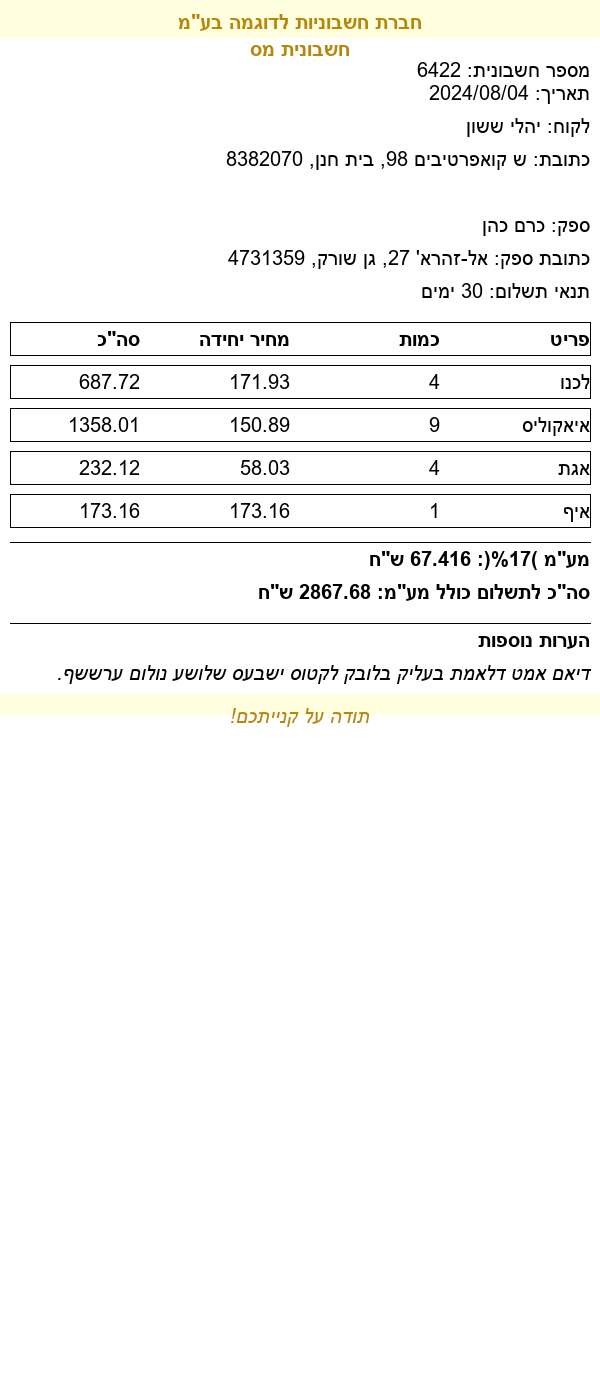 חברת חשבוניות לדוגמה בע"מ
חשבונית מס
מספר חשבונית: 6422
תאריך: 2024/08/04
לקוח: יהלי ששון
כתובת: ש קואפרטיבים 98, בית חנן, 8382070
ספק: כרם כהן
כתובת ספק: אל-זהרא' 27, גן שורק, 4731359
תנאי תשלום: 30 ימים
פריט כמות מחיר יחידה סה"כ
לכנו 4 171.93 687.72
איאקוליס 9 150.89 1358.01
אגת 4 58.03 232.12
איף 1 173.16 173.16
מע"מ )17%(: 67.416 ש"ח
סה"כ לתשלום כולל מע"מ: 2867.68 ש"ח
הערות נוספות
דיאם אמט דלאמת בעליק בלובק לקטוס ישבעס שלושע נולום ערששף.
תודה על קנייתכם!